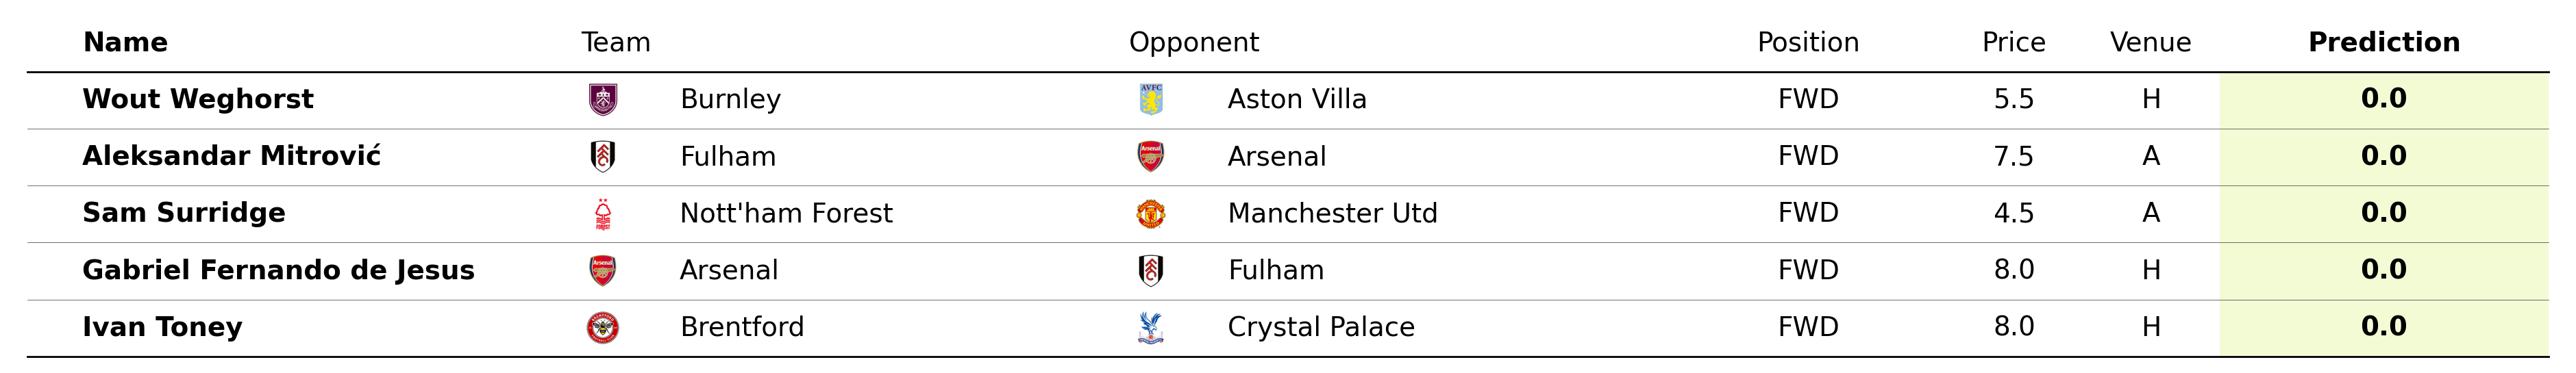 Name Team Opponent Position Price Venue Prediction
Wout Weghorst Burnley AVFC Aston Villa FWD 5.5 H 0.0
Aleksandar Mitrović Fulham Arsenal Arsenal FWD 7.5 A 0.0
Sam Surridge Nott'ham Forest Manchester Utd FWD 4.5 A 0.0
Gabriel Fernando de Jesus Arsenal Arsenal Fulham FWD 8.0 H 0.0
Ivan Toney Brentford Crystal Palace FWD 8.0 H 0.0